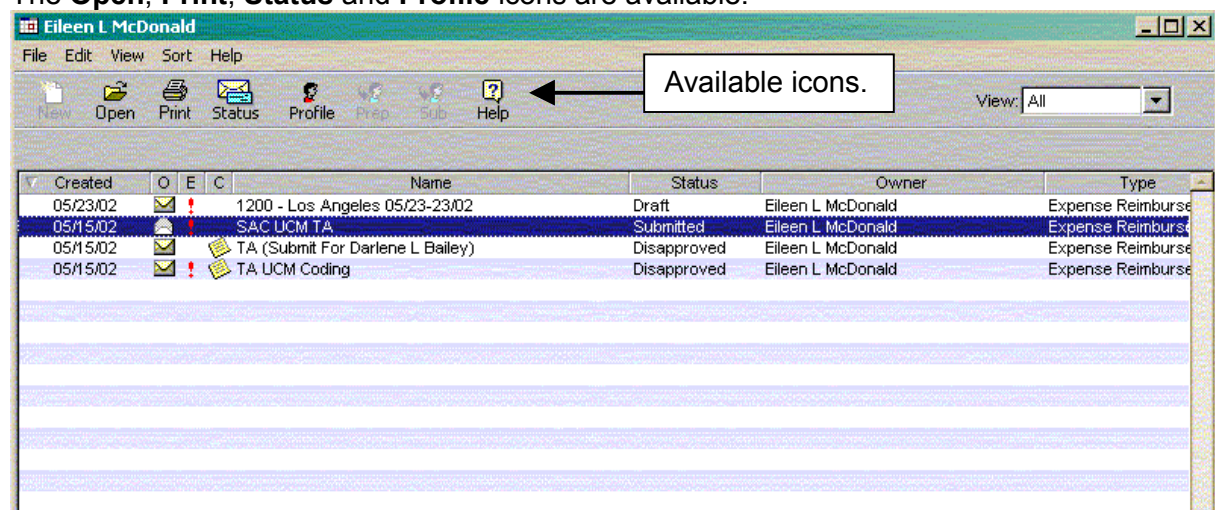 The Open, Print, Status and Profile icons are available.
Eileen L McDonald
File Edit View Sort Help
New Open Print Status Profile Prep Sub Help
Available icons.
View: All
Created O E C Name Status Owner Type
05/23/02 1200 - Los Angeles 05/23-23/02 Draft Eileen L McDonald Expense Reimburse
05/15/02 SAC UCM TA Submitted Eileen L McDonald Expense Reimburse
05/15/02 TA (Submit For Darlene L Bailey) Disapproved Eileen L McDonald Expense Reimburse
05/15/02 TA UCM Coding Disapproved Eileen L McDonald Expense Reimburse